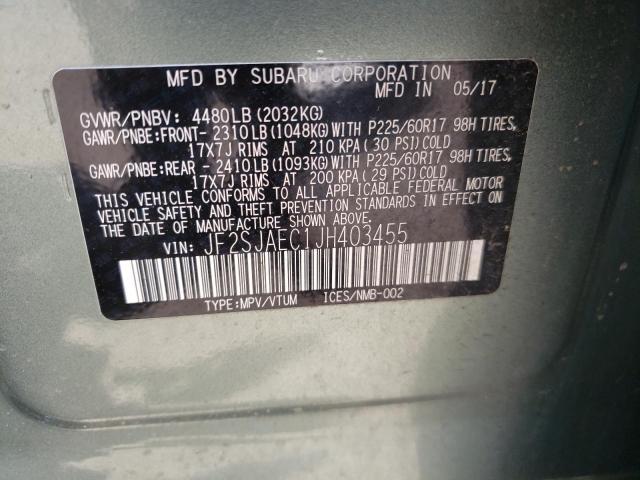 MFD BY SUBARU CORPORATION
MFD IN 05/17
GVWR/PNBV: 4480LB(2032KG)
GAWR/PNBE:FRONT- 2310LB(1048KG)WITH P225/60R17 98H TIRES,
17X7J RIMS AT 210 KPA(30 PSI)COLD
GAWR/PNBE:REAR - 2410LB(1093KG)WITH P225/60R17 98H TIRES,
17X7J RIMS AT 200 KPA(29 PSI)COLD
THIS VEHICLE CONFORMS TO ALL APPLICABLE FEDERAL MOTOR
VEHICLE SAFETY AND THEFT PREVENTION STANDARDS IN EFFECT ON
THE DATE OF MANUFACTURE SHOWN ABOVE.
VIN: JF2SJAEC1JH403455
TYPE:MPV/VTUM ICES/NMB-002